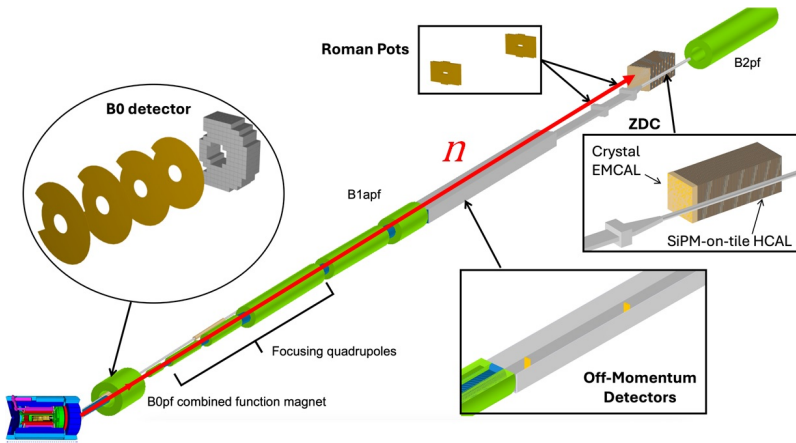 Roman Pots
B2pf
B0 detector
ZDC
n
Crystal
EMCAL
B1apf
SiPM-on-tile HCAL
Focusing quadrupoles
B0pf combined function magnet
Off-Momentum
Detectors